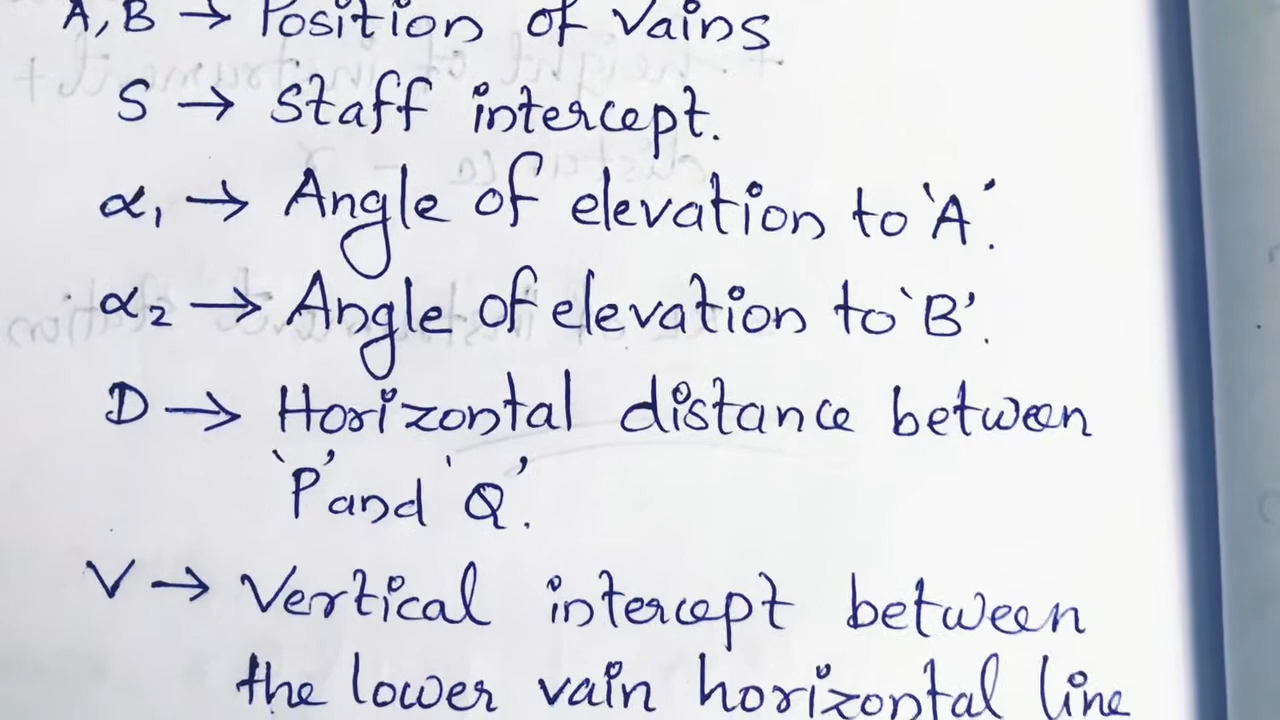 A, B → Position of Vains
S → Staff intercept.
α₁ → Angle of elevation to 'A'.
α₂ → Angle of elevation to 'B'.
D → Horizontal distance between
'P' and 'Q'.
V → Vertical intercept between
the lower vain horizontal line